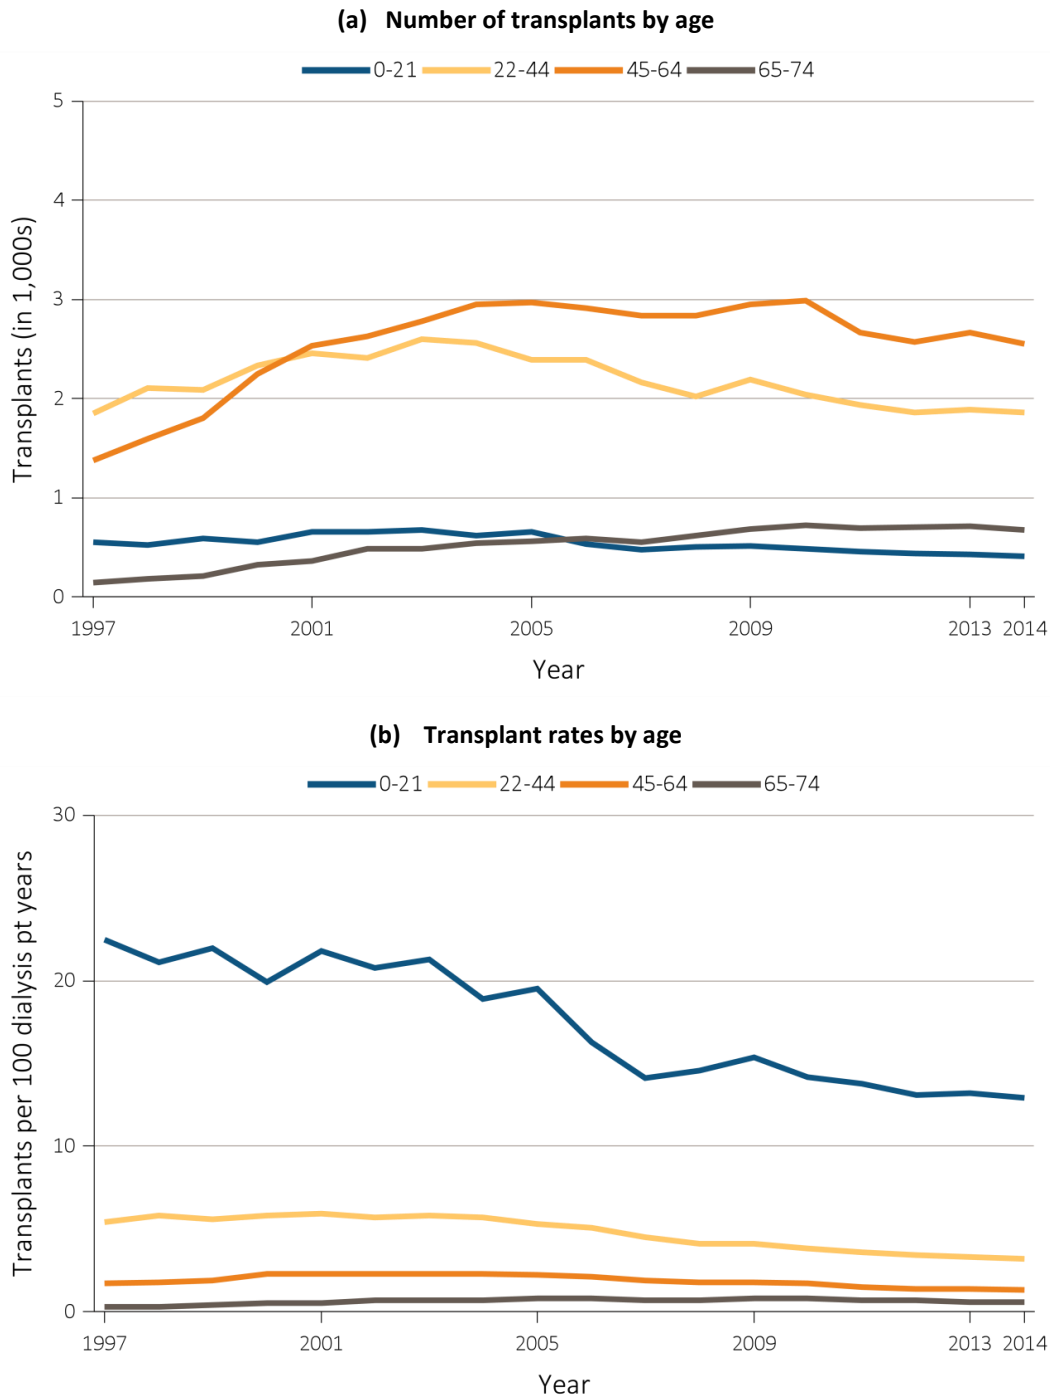 (a) Number of transplants by age
0-21 22-44 45-64 65-74
Transplants (in 1,000s)
5
4
3
2
1
0
1997 2001 2005 2009 2013 2014
Year
(b) Transplant rates by age
0-21 22-44 45-64 65-74
Transplants per 100 dialysis pt years
30
20
10
0
1997 2001 2005 2009 2013 2014
Year